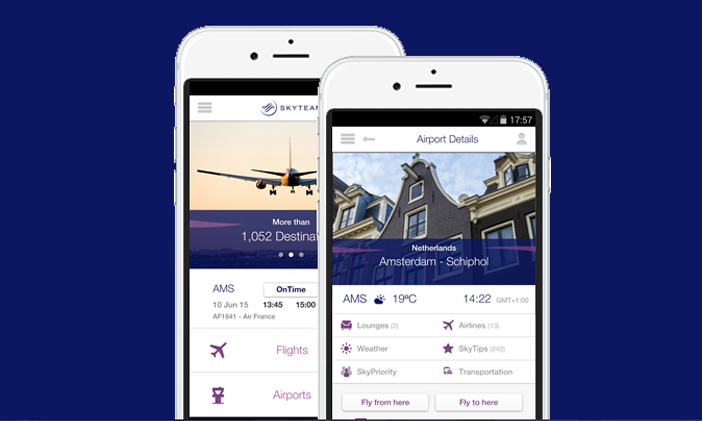 SKYTEAM
More than
1,052 Destinat
AMS
OnTime
10 Jun 15 13:45 15:00
AF1641 - Air France
Flights
Airports
17:57
Airport Details
Netherlands
Amsterdam - Schiphol
AMS 19ºC 14:22 GMT+1:00
Lounges (2) Airlines (13)
Weather SkyTips (242)
SkyPriority Transportation
Fly from here Fly to here